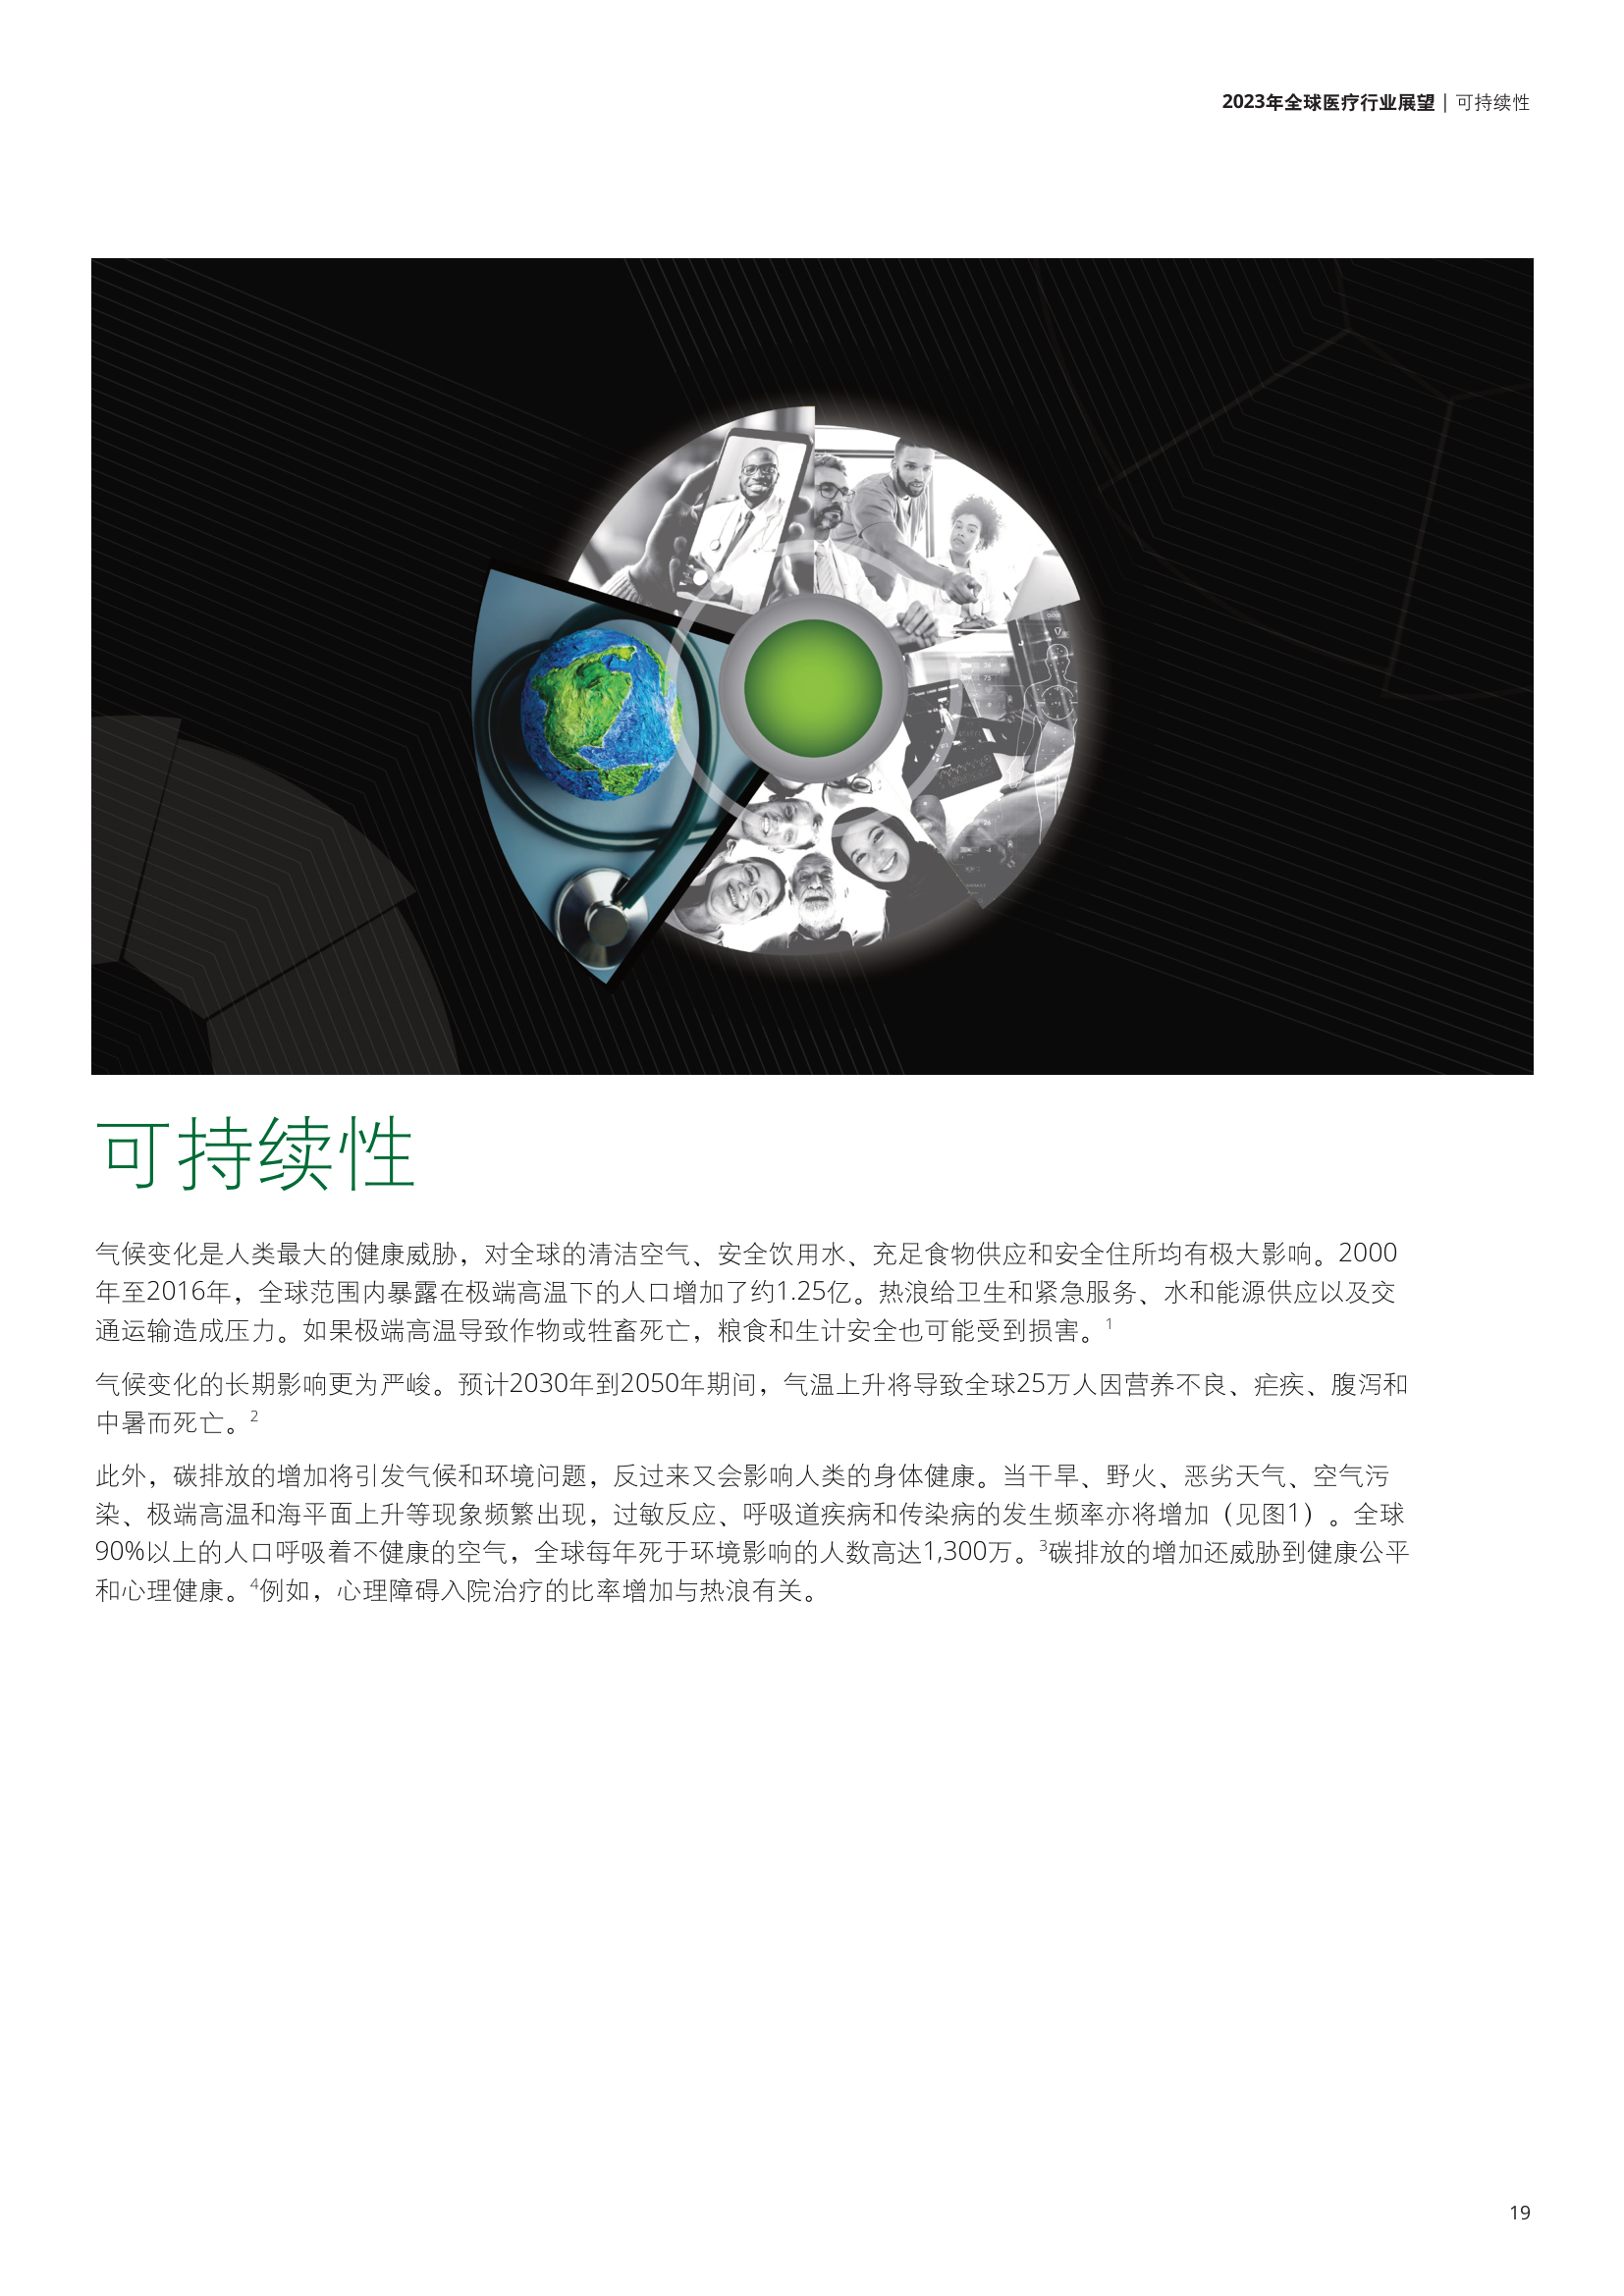 2023年全球医疗行业展望 | 可持续性
可持续性
气候变化是人类最大的健康威胁，对全球的清洁空气、安全饮用水、充足食物供应和安全住所均有极大影响。2000
年至2016年，全球范围内暴露在极端高温下的人口增加了约1.25亿。热浪给卫生和紧急服务、水和能源供应以及交
通运输造成压力。如果极端高温导致作物或牲畜死亡，粮食和生计安全也可能受到损害。1
气候变化的长期影响更为严峻。预计2030年到2050年期间，气温上升将导致全球25万人因营养不良、疟疾、腹泻和
中暑而死亡。2
此外，碳排放的增加将引发气候和环境问题，反过来又会影响人类的身体健康。当干旱、野火、恶劣天气、空气污
染、极端高温和海平面上升等现象频繁出现，过敏反应、呼吸道疾病和传染病的发生频率亦将增加（见图1）。全球
90%以上的人口呼吸着不健康的空气，全球每年死于环境影响的人数高达1,300万。3碳排放的增加还威胁到健康公平
和心理健康。4例如，心理障碍入院治疗的比率增加与热浪有关。
19